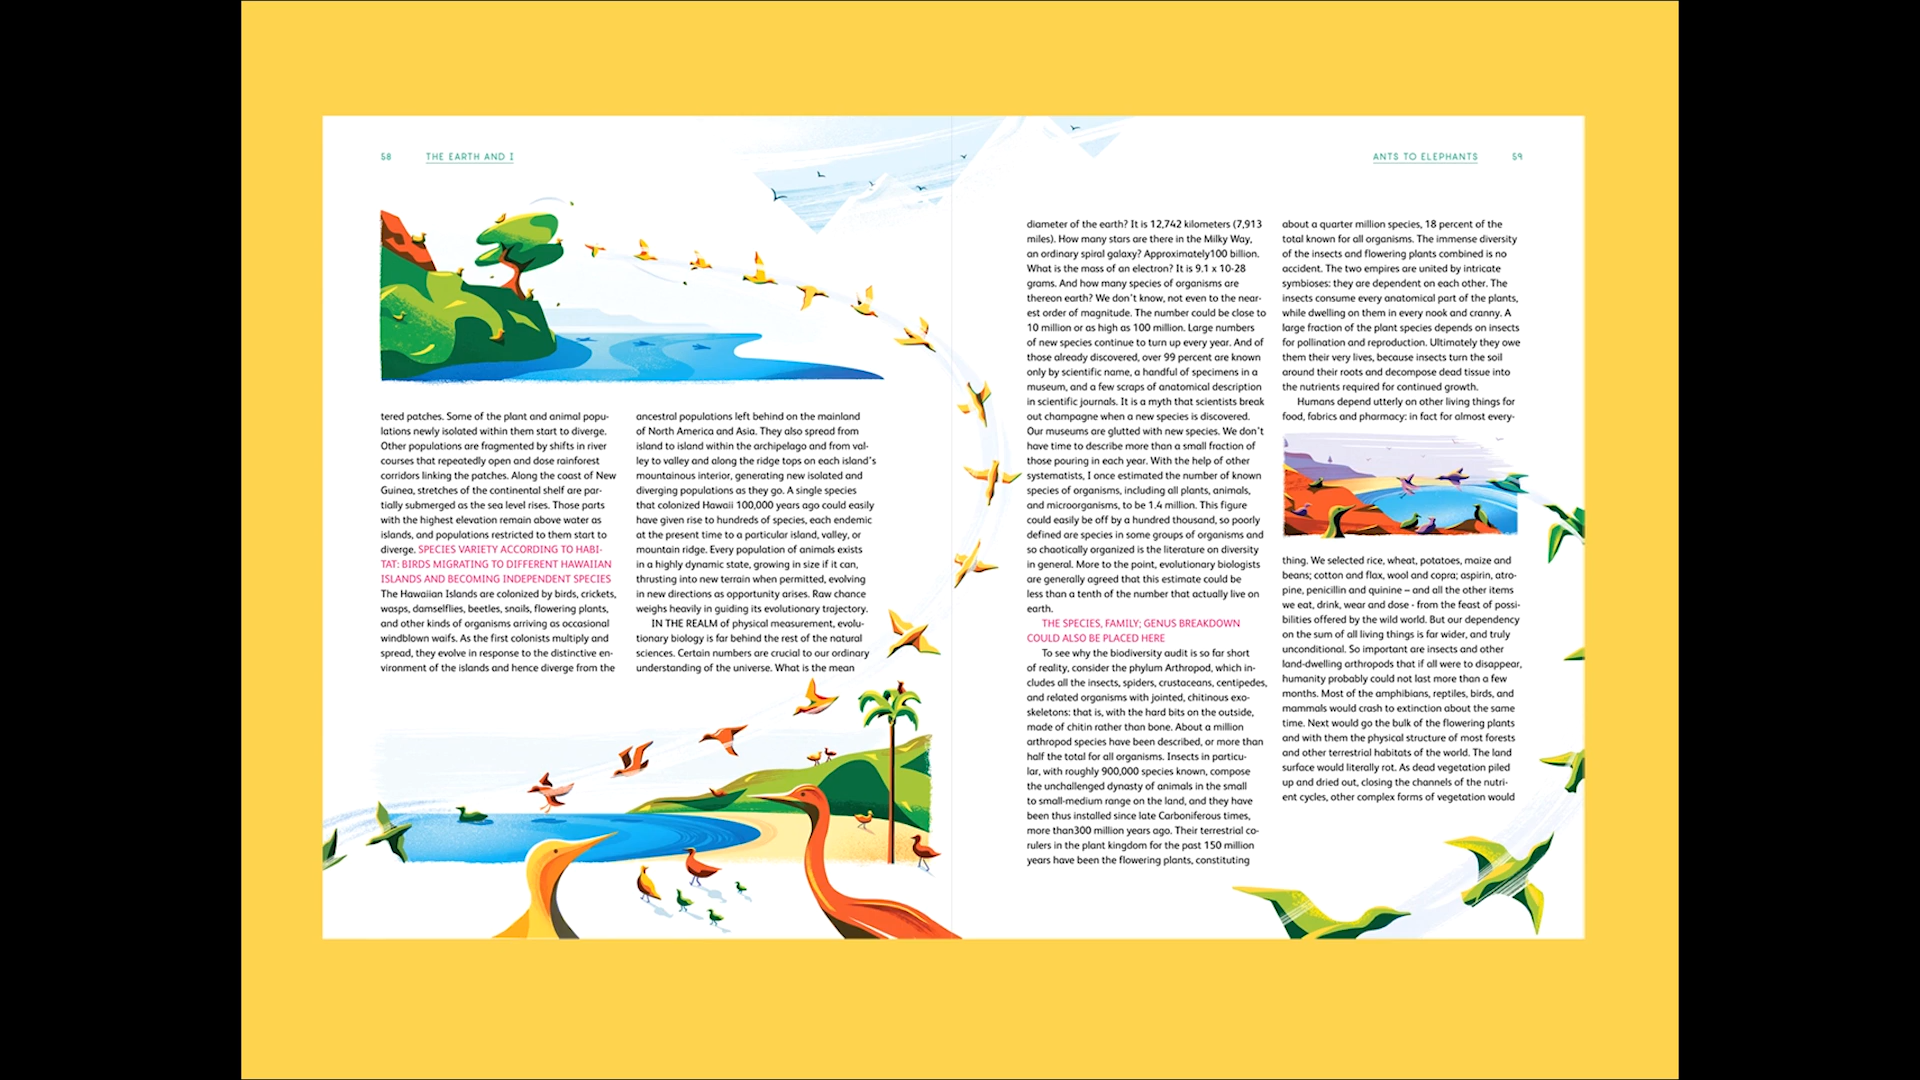 58 THE EARTH AND I
tered patches. Some of the plant and animal popu-
lations newly isolated within them start to diverge.
Other populations are fragmented by shifts in river
courses that repeatedly open and dose rainforest
corridors linking the patches. Along the coast of New
Guinea, stretches of the continental shelf are par-
tially submerged as the sea level rises. Those parts
with the highest elevation remain above water as
islands, and populations restricted to them start to
diverge. SPECIES VARIETY ACCORDING TO HABI-
TAT: BIRDS MIGRATING TO DIFFERENT HAWAIIAN
ISLANDS AND BECOMING INDEPENDENT SPECIES
The Hawaiian Islands are colonized by birds, crickets,
wasps, damselflies, beetles, snails, flowering plants,
and other kinds of organisms arriving as occasional
windblown waifs. As the first colonists multiply and
spread, they evolve in response to the distinctive en-
vironment of the islands and hence diverge from the
ancestral populations left behind on the mainland
of North America and Asia. They also spread from
island to island within the archipelago and from val-
ley to valley and along the ridge tops on each island's
mountainous interior, generating new isolated and
diverging populations as they go. A single species
that colonized Hawaii 100,000 years ago could easily
have given rise to hundreds of species, each endemic
at the present time to a particular island, valley, or
mountain ridge. Every population of animals exists
in a highly dynamic state, growing in size if it can,
thrusting into new terrain when permitted, evolving
in new directions as opportunity arises. Raw chance
weighs heavily in guiding its evolutionary trajectory.
IN THE REALM of physical measurement, evolu-
tionary biology is far behind the rest of the natural
sciences. Certain numbers are crucial to our ordinary
understanding of the universe. What is the mean
ANTS TO ELEPHANTS 59
diameter of the earth? It is 12,742 kilometers (7,913
miles). How many stars are there in the Milky Way,
an ordinary spiral galaxy? Approximately100 billion.
What is the mass of an electron? It is 9.1 x 10-28
grams. And how many species of organisms are
thereon earth? We don't know, not even to the near-
est order of magnitude. The number could be close to
10 million or as high as 100 million. Large numbers
of new species continue to turn up every year. And of
those already discovered, over 99 percent are known
only by scientific name, a handful of specimens in a
museum, and a few scraps of anatomical description
in scientific journals. It is a myth that scientists break
out champagne when a new species is discovered.
Our museums are glutted with new species. We don't
have time to describe more than a small fraction of
those pouring in each year. With the help of other
systematists, I once estimated the number of known
species of organisms, including all plants, animals,
and microorganisms, to be 1.4 million. This figure
could easily be off by a hundred thousand, so poorly
defined are species in some groups of organisms and
so chaotically organized is the literature on diversity
in general. More to the point, evolutionary biologists
are generally agreed that this estimate could be
less than a tenth of the number that actually live on
earth.
THE SPECIES, FAMILY; GENUS BREAKDOWN
COULD ALSO BE PLACED HERE
To see why the biodiversity audit is so far short
of reality, consider the phylum Arthropod, which in-
cludes all the insects, spiders, crustaceans, centipedes,
and related organisms with jointed, chitinous exo-
skeletons: that is, with the hard bits on the outside,
made of chitin rather than bone. About a million
arthropod species have been described, or more than
half the total for all organisms. Insects in particu-
lar, with roughly 900,000 species known, compose
the unchallenged dynasty of animals in the small
to small-medium range on the land, and they have
been thus installed since late Carboniferous times,
more than300 million years ago. Their terrestrial co-
rulers in the plant kingdom for the past 150 million
years have been the flowering plants, constituting
about a quarter million species, 18 percent of the
total known for all organisms. The immense diversity
of the insects and flowering plants combined is no
accident. The two empires are united by intricate
symbioses: they are dependent on each other. The
insects consume every anatomical part of the plants,
while dwelling on them in every nook and cranny. A
large fraction of the plant species depends on insects
for pollination and reproduction. Ultimately they owe
them their very lives, because insects turn the soil
around their roots and decompose dead tissue into
the nutrients required for continued growth.
Humans depend utterly on other living things for
food, fabrics and pharmacy: in fact for almost every-
thing. We selected rice, wheat, potatoes, maize and
beans; cotton and flax, wool and copra; aspirin, atro-
pine, penicillin and quinine – and all the other items
we eat, drink, wear and dose - from the feast of possi-
bilities offered by the wild world. But our dependency
on the sum of all living things is far wider, and truly
unconditional. So important are insects and other
land-dwelling arthropods that if all were to disappear,
humanity probably could not last more than a few
months. Most of the amphibians, reptiles, birds, and
mammals would crash to extinction about the same
time. Next would go the bulk of the flowering plants
and with them the physical structure of most forests
and other terrestrial habitats of the world. The land
surface would literally rot. As dead vegetation piled
up and dried out, closing the channels of the nutri-
ent cycles, other complex forms of vegetation would